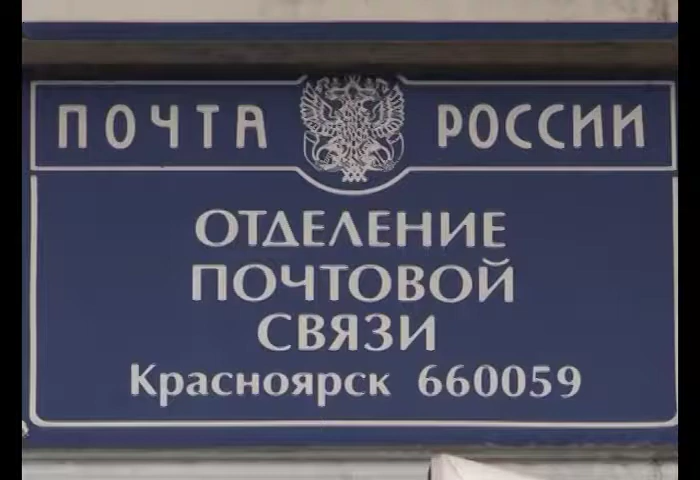 ПОЧТА РОССИИ
ОТДЕЛЕНИЕ
ПОЧТОВОЙ
СВЯЗИ
Красноярск 660059